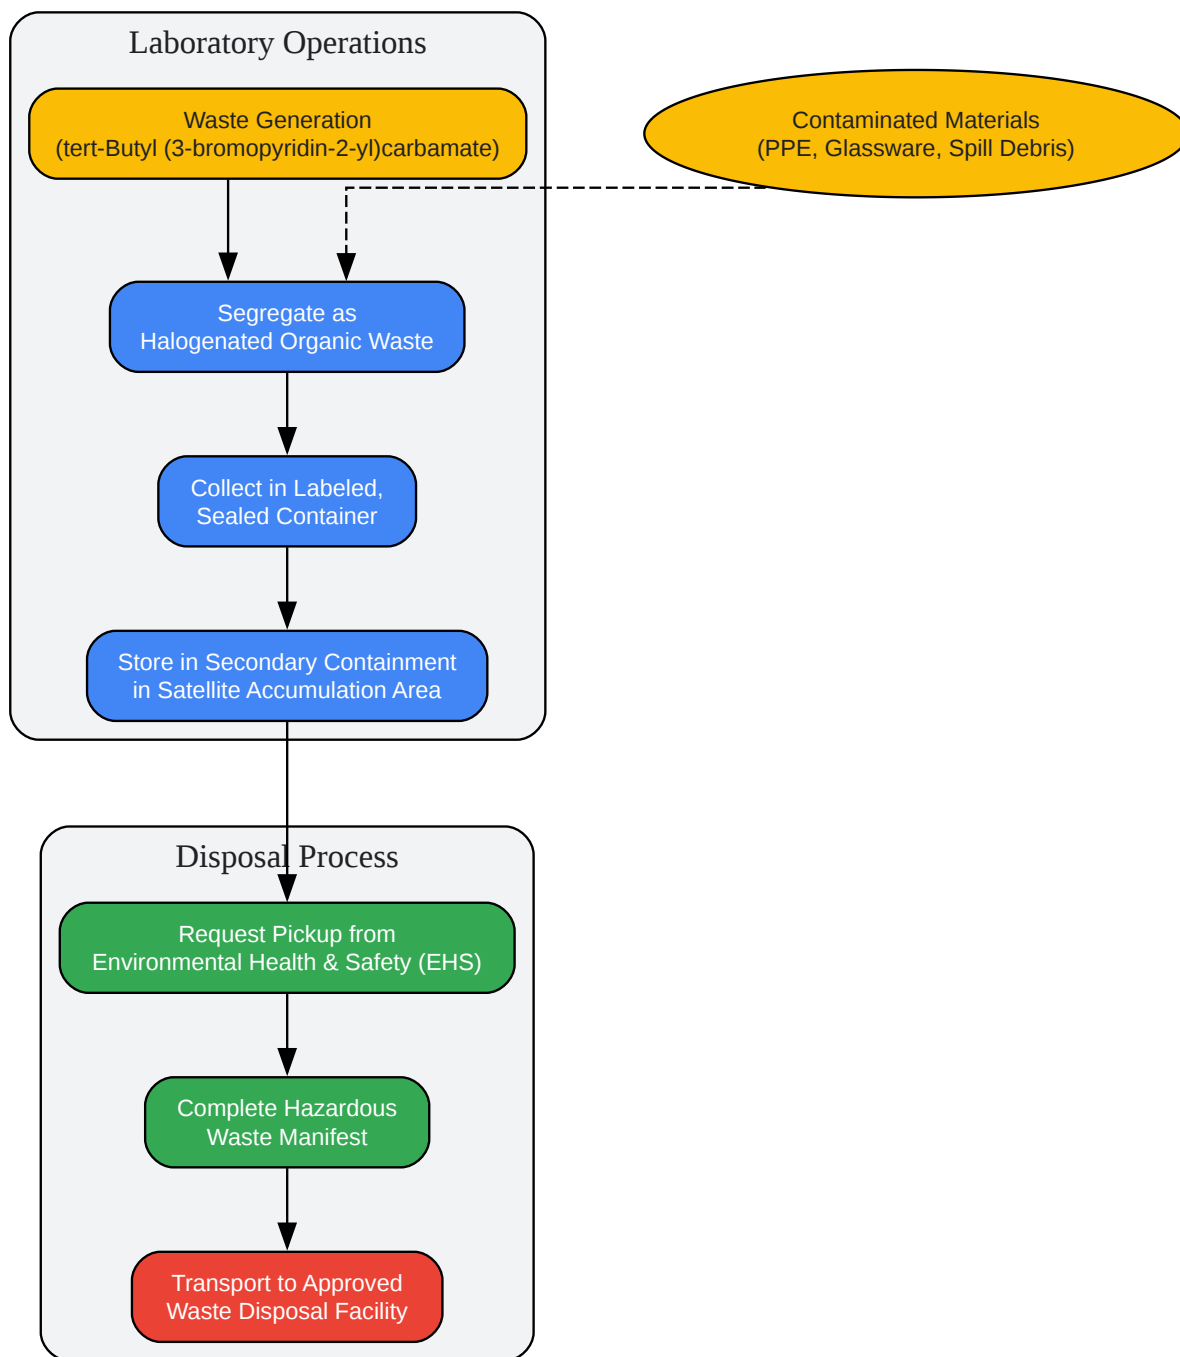 Laboratory Operations
Waste Generation
(tert-Butyl (3-bromopyridin-2-yl)carbamate)
Contaminated Materials
(PPE, Glassware, Spill Debris)
Segregate as
Halogenated Organic Waste
Collect in Labeled,
Sealed Container
Store in Secondary Containment
in Satellite Accumulation Area
Disposal Process
Request Pickup from
Environmental Health & Safety (EHS)
Complete Hazardous
Waste Manifest
Transport to Approved
Waste Disposal Facility